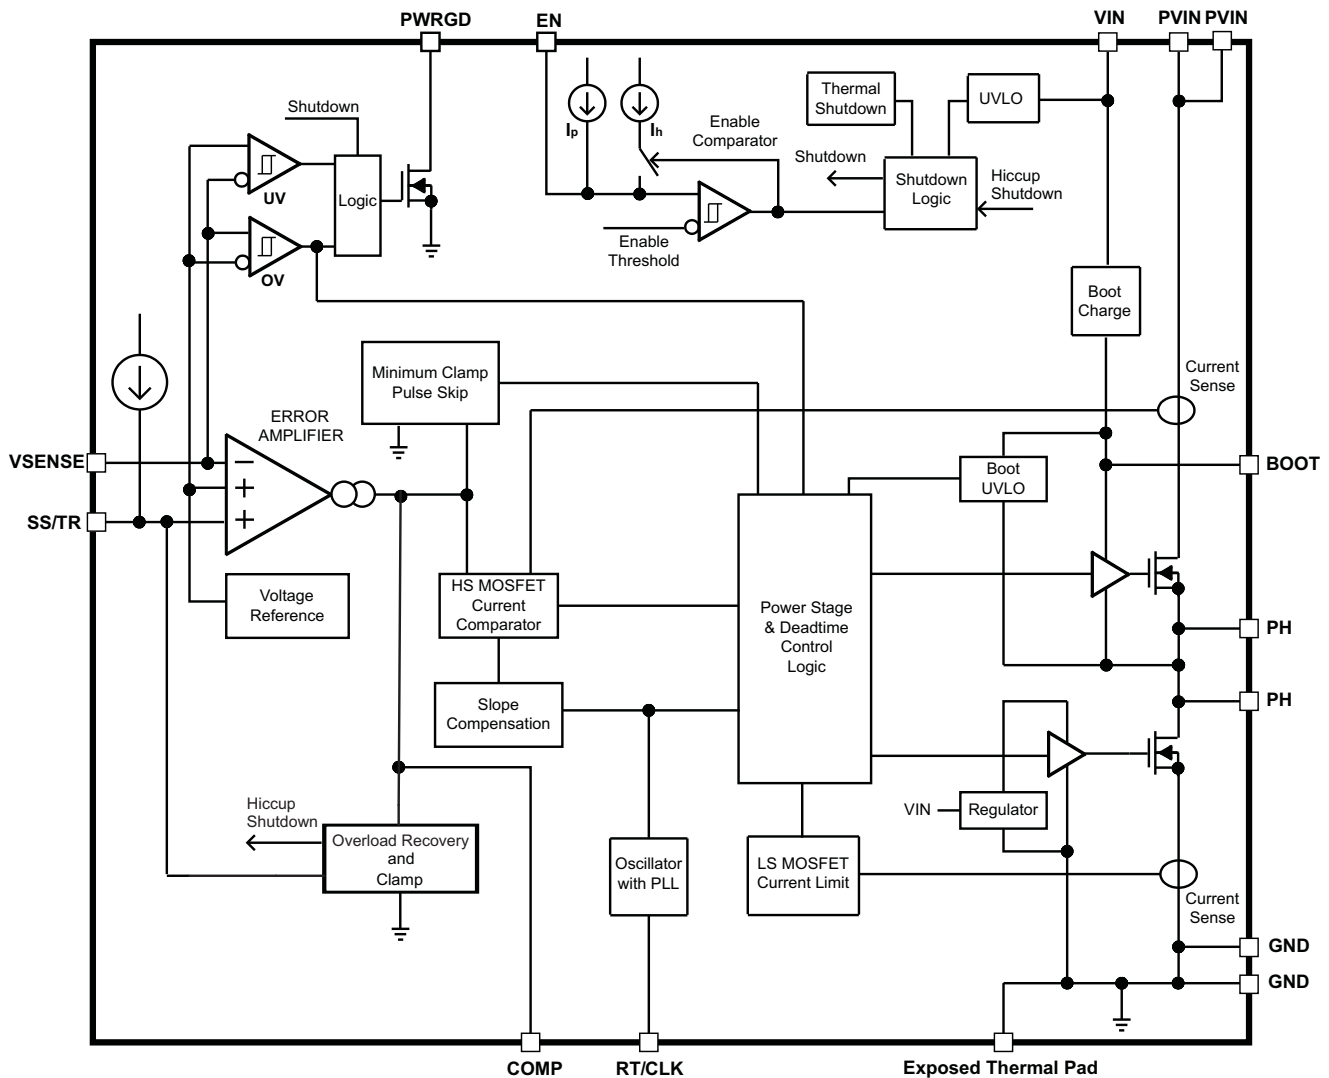 PWRGD
EN
VIN
PVIN
PVIN
Shutdown
Thermal
Shutdown
UVLO
Ip
Ih
Enable
Comparator
Shutdown
Shutdown
Logic
Hiccup
Shutdown
UV
Logic
Enable
Threshold
OV
Boot
Charge
Minimum Clamp
Pulse Skip
Current
Sense
ERROR
AMPLIFIER
VSENSE
−
+
+
SS/TR
Boot
UVLO
BOOT
Voltage
Reference
HS MOSFET
Current
Comparator
Power Stage
& Deadtime
Control
Logic
PH
PH
Slope
Compensation
VIN
Regulator
Hiccup
Shutdown
Overload Recovery
and
Clamp
Oscillator
with PLL
LS MOSFET
Current Limit
Current
Sense
GND
GND
COMP
RT/CLK
Exposed Thermal Pad